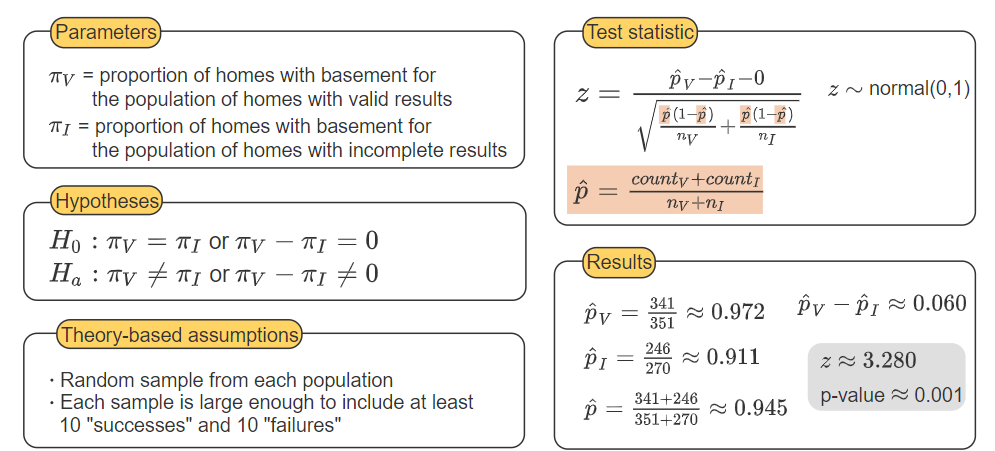 Parameters
π_V = proportion of homes with basement for
the population of homes with valid results
π_I = proportion of homes with basement for
the population of homes with incomplete results
Hypotheses
H_0 : π_V = π_I or π_V − π_I = 0
H_a : π_V ≠ π_I or π_V − π_I ≠ 0
Theory-based assumptions
· Random sample from each population
· Each sample is large enough to include at least
10 "successes" and 10 "failures"
Test statistic
z = (p̂_V − p̂_I − 0) / √(p̂(1−p̂)/n_V + p̂(1−p̂)/n_I)
z ∼ normal(0,1)
p̂ = (count_V + count_I) / (n_V + n_I)
Results
p̂_V = 341/351 ≈ 0.972
p̂_V − p̂_I ≈ 0.060
p̂_I = 246/270 ≈ 0.911
z ≈ 3.280
p̂ = (341+246)/(351+270) ≈ 0.945
p-value ≈ 0.001